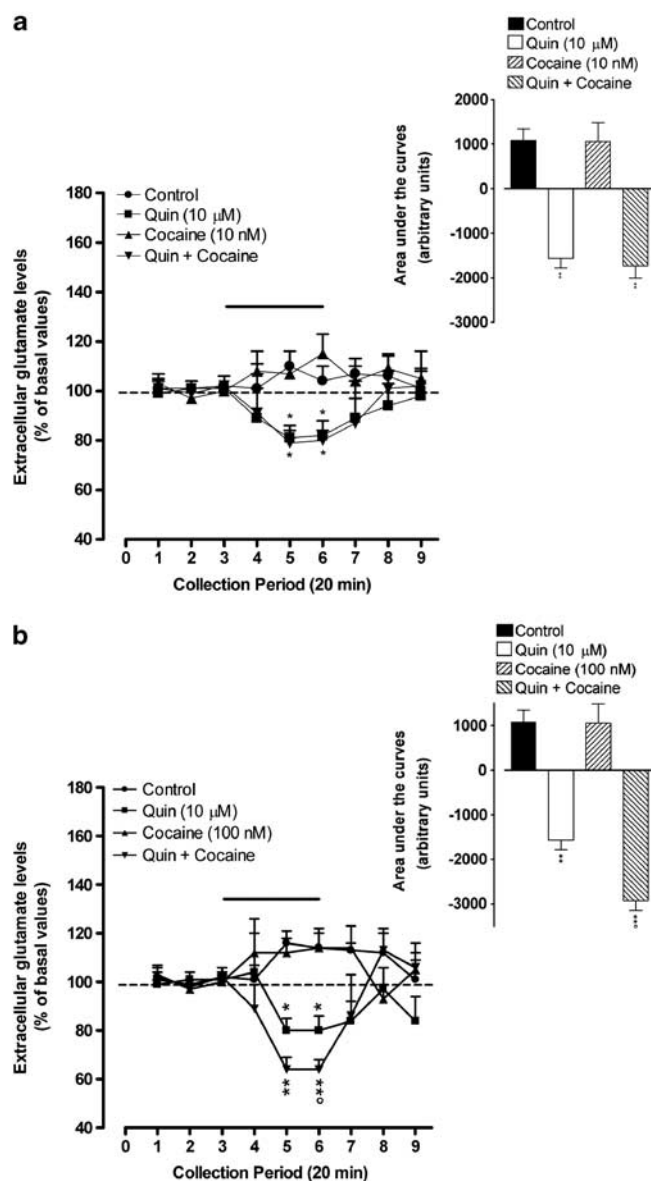 a
Control
Quin (10 μM)
Cocaine (10 nM)
Quin + Cocaine
2000
1000
0
-1000
-2000
-3000
Area under the curves
(arbitrary units)
**
**
180
160
140
120
100
80
60
40
Extracellular glutamate levels
(% of basal values)
Control
Quin (10 μM)
Cocaine (10 nM)
Quin + Cocaine
* *
* *
0 1 2 3 4 5 6 7 8 9
Collection Period (20 min)
b
Control
Quin (10 μM)
Cocaine (100 nM)
Quin + Cocaine
1000
0
-1000
-2000
-3000
Area under the curves
(arbitrary units)
180
160
140
120
100
80
60
40
Extracellular glutamate levels
(% of basal values)
Control
Quin (10 μM)
Cocaine (100 nM)
Quin + Cocaine
* *
** **
°
0 1 2 3 4 5 6 7 8 9
Collection Period (20 min)